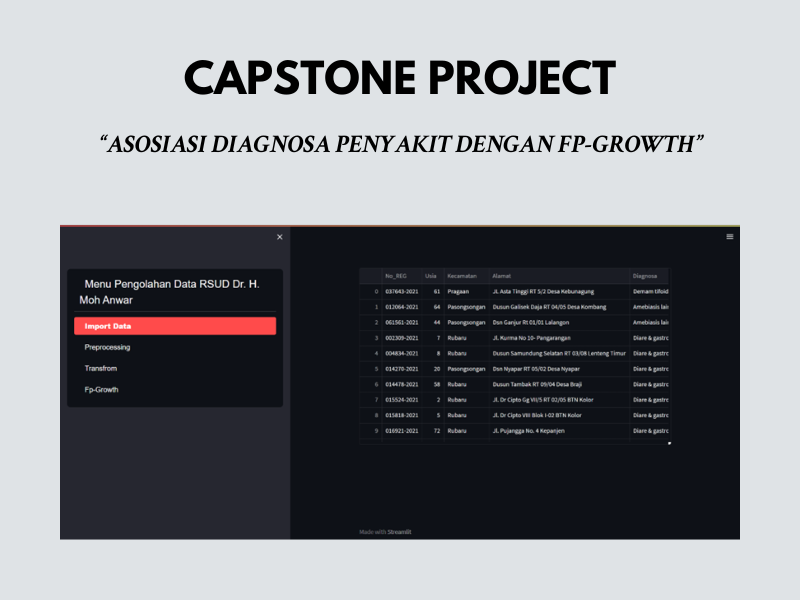 CAPSTONE PROJECT
“ASOSIASI DIAGNOSA PENYAKIT DENGAN FP-GROWTH”
Menu Pengolahan Data RSUD Dr. H.
Moh Anwar
Import Data
Preprocessing
Transfrom
Fp-Growth
No_REG Usia Kecamatan Alamat Diagnosa
0 037643-2021 61 Pragaan JL Asta Tinggi RT 5/2 Desa Kebunagung Demam tifoid
1 012064-2021 64 Pasongsongan Dusun Galisek Daja RT 04/05 Desa Kombang Amebiasis lai
2 061561-2021 44 Pasongsongan Dsn Ganjur Rt 01/01 Lalangon Amebiasis lai
3 002309-2021 7 Rubaru Jl. Kurma No 10- Pangarangan Diare & gastrc
4 004834-2021 8 Rubaru Dusun Samundung Selatan RT 03/08 Lenteng Timur Diare & gastrc
5 014270-2021 20 Pasongsongan Dsn Nyapar RT 05/02 Desa Nyapar Diare & gastrc
6 014478-2021 58 Rubaru Dusun Tambak RT 09/04 Desa Braji Diare & gastrc
7 015524-2021 2 Rubaru Jl. Dr Cipto Gg VII/5 RT 02/05 BTN Kolor Diare & gastrc
8 015818-2021 5 Rubaru Jl. Dr Cipto VIII Blok I-02 BTN Kolor Diare & gastrc
9 016921-2021 72 Rubaru Jl. Pujangga No. 4 Kepanjen Diare & gastrc
Made with Streamlit